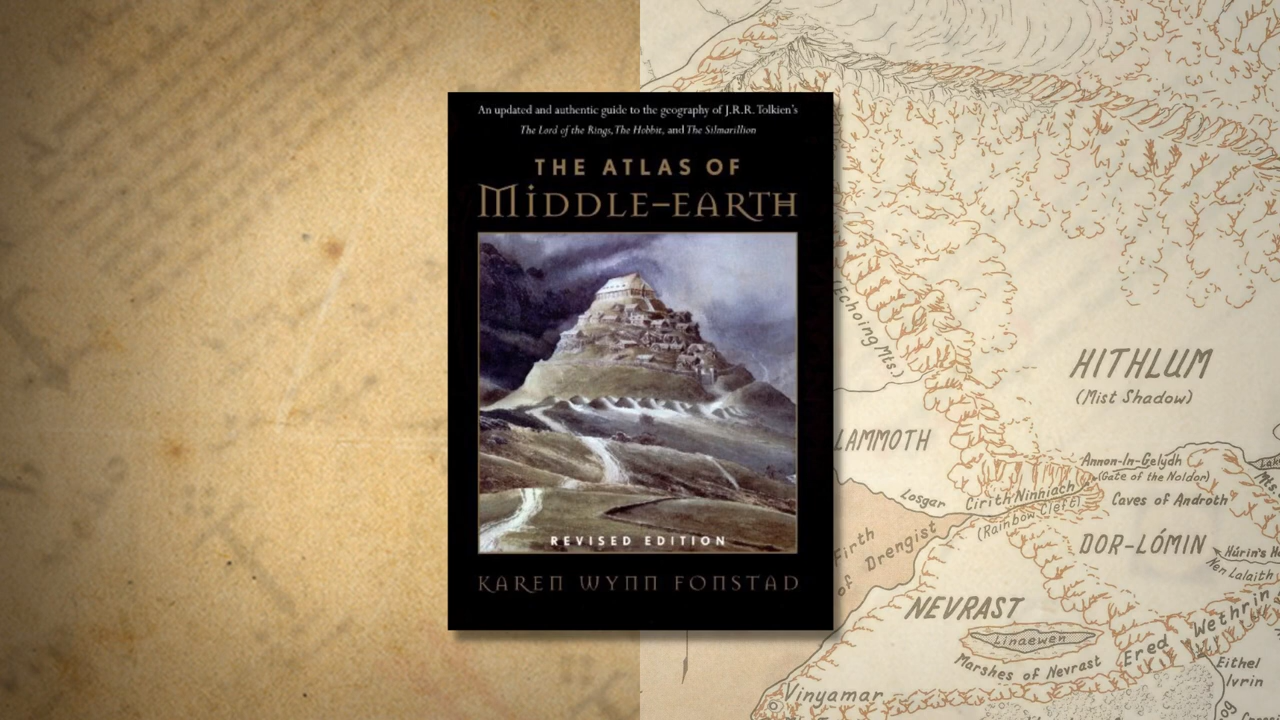 An updated and authentic guide to the geography of J.R.R. Tolkien's
The Lord of the Rings, The Hobbit, and The Silmarillion
THE ATLAS OF
MIDDLE-EARTH
REVISED EDITION
KAREN WYNN FONSTAD
(Echoing Mts.)
HITHLUM
(Mist Shadow)
LAMMOTH
Annon-In-Gelydh
(Gate of the Noldor)
Losgar
Cirith Ninniach
(Rainbow Cleft)
Caves of Androth
Firth
of Drengist
DOR-LÓMIN
Húrin's
Nen Lalaith
NEVRAST
Linaewen
Marshes of Nevrast
Ered
Wethrin
Eithel
Ivrin
Vinyamar